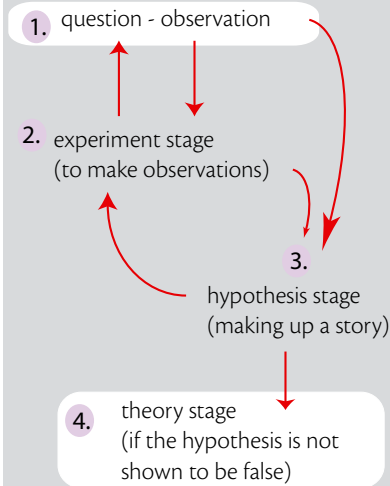 1. question - observation
2. experiment stage
(to make observations)
3.
hypothesis stage
(making up a story)
4. theory stage
(if the hypothesis is not
shown to be false)